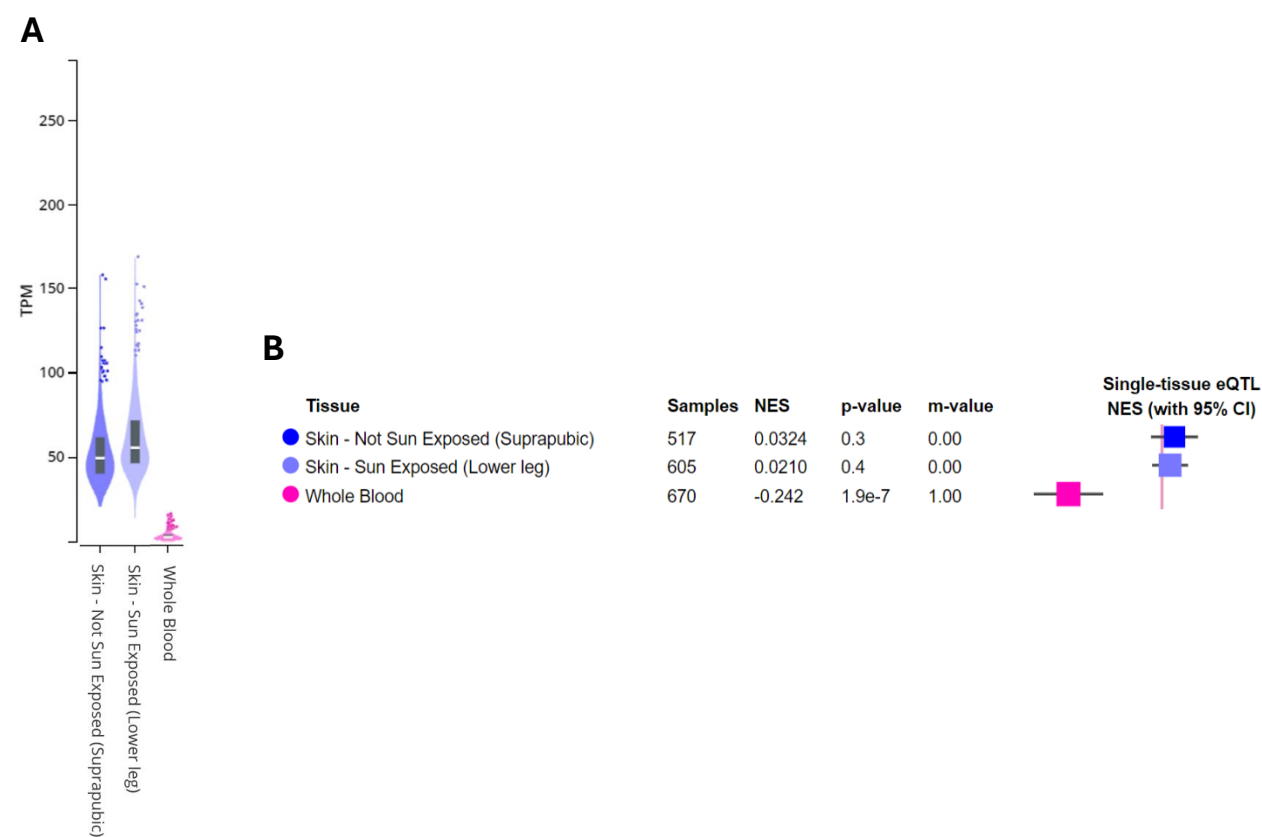 A
250
200
150
100
50
TPM
Skin - Not Sun Exposed (Suprapubic)
Skin - Sun Exposed (Lower leg)
Whole Blood
B
Single-tissue eQTL
NES (with 95% CI)
Tissue Samples NES p-value m-value
Skin - Not Sun Exposed (Suprapubic) 517 0.0324 0.3 0.00
Skin - Sun Exposed (Lower leg) 605 0.0210 0.4 0.00
Whole Blood 670 -0.242 1.9e-7 1.00